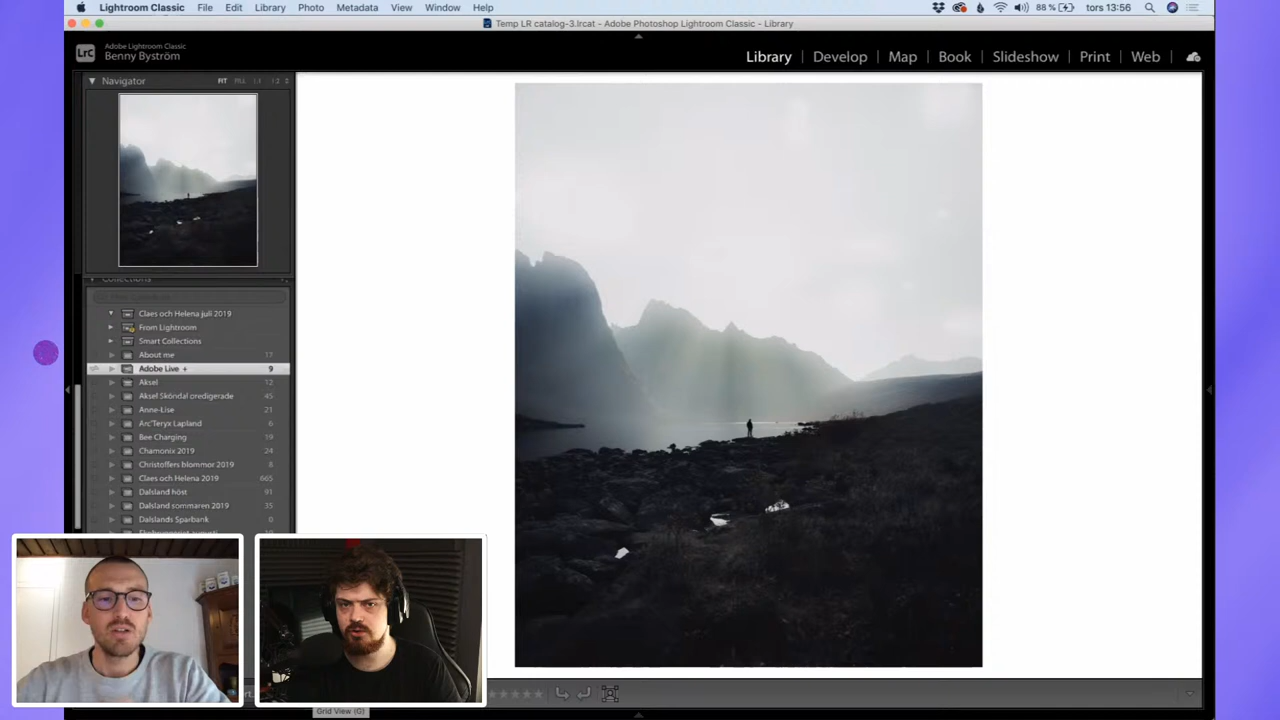 Lightroom Classic File Edit Library Photo Metadata View Window Help 88 % tors 13:56
Temp LR catalog-3.lrcat - Adobe Photoshop Lightroom Classic - Library
LrC
Adobe Lightroom Classic
Benny Byström
Library | Develop | Map | Book | Slideshow | Print | Web
Navigator FIT
Collections
Claes och Helena juli 2019
From Lightroom
Smart Collections
About me 17
Adobe Live + 9
Aksel 12
Aksel Sköndal oredigerade 45
Anne-Lise 21
Arc'Teryx Lapland 6
Bee Charging 19
Chamonix 2019 24
Christoffers blommor 2019 8
Claes och Helena 2019 665
Dalsland höst 91
Dalsland sommaren 2019 35
Dalslands Sparbank 0
Grid View (G)